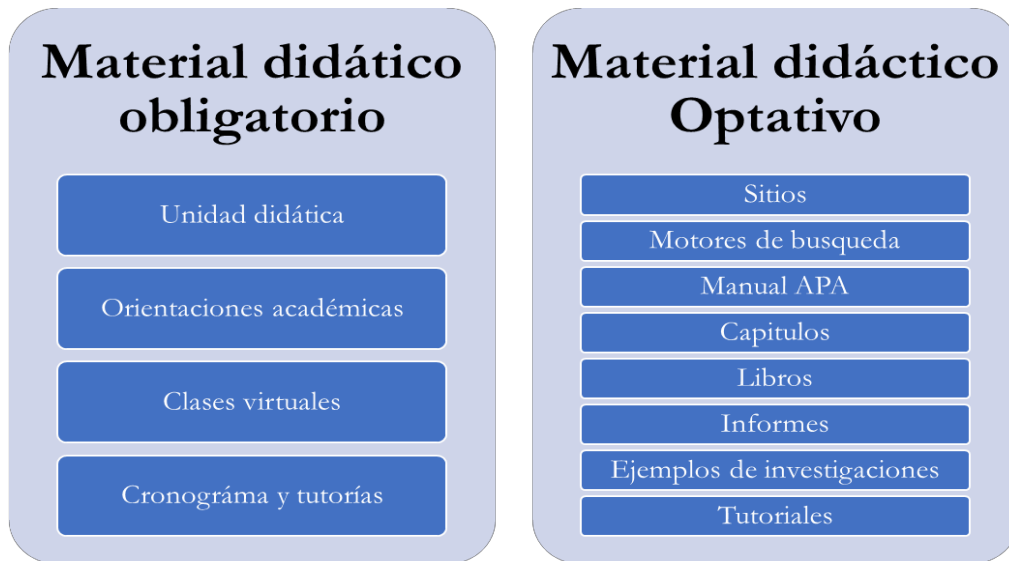 Material didático
obligatorio
Unidad didática
Orientaciones académicas
Clases virtuales
Cronográma y tutorías
Material didáctico
Optativo
Sitios
Motores de busqueda
Manual APA
Capitulos
Libros
Informes
Ejemplos de investigaciones
Tutoriales